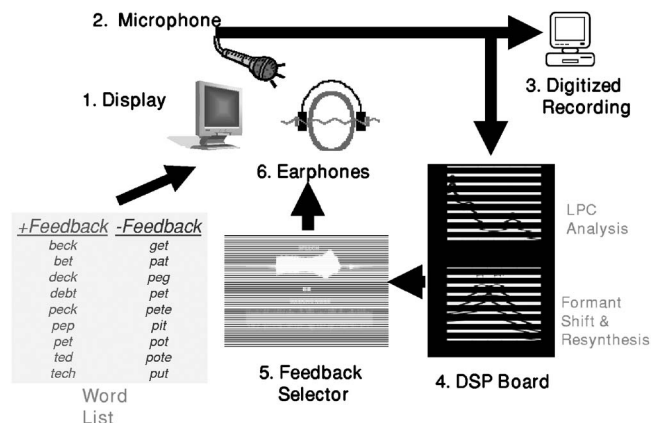 2. Microphone
1. Display
3. Digitized
Recording
6. Earphones
+Feedback -Feedback
beck get
bet pat
deck peg
debt pet
peck pete
pep pit
pet pot
ted pote
tech put
Word
List
LPC
Analysis
Formant
Shift &
Resynthesis
5. Feedback
Selector
4. DSP Board